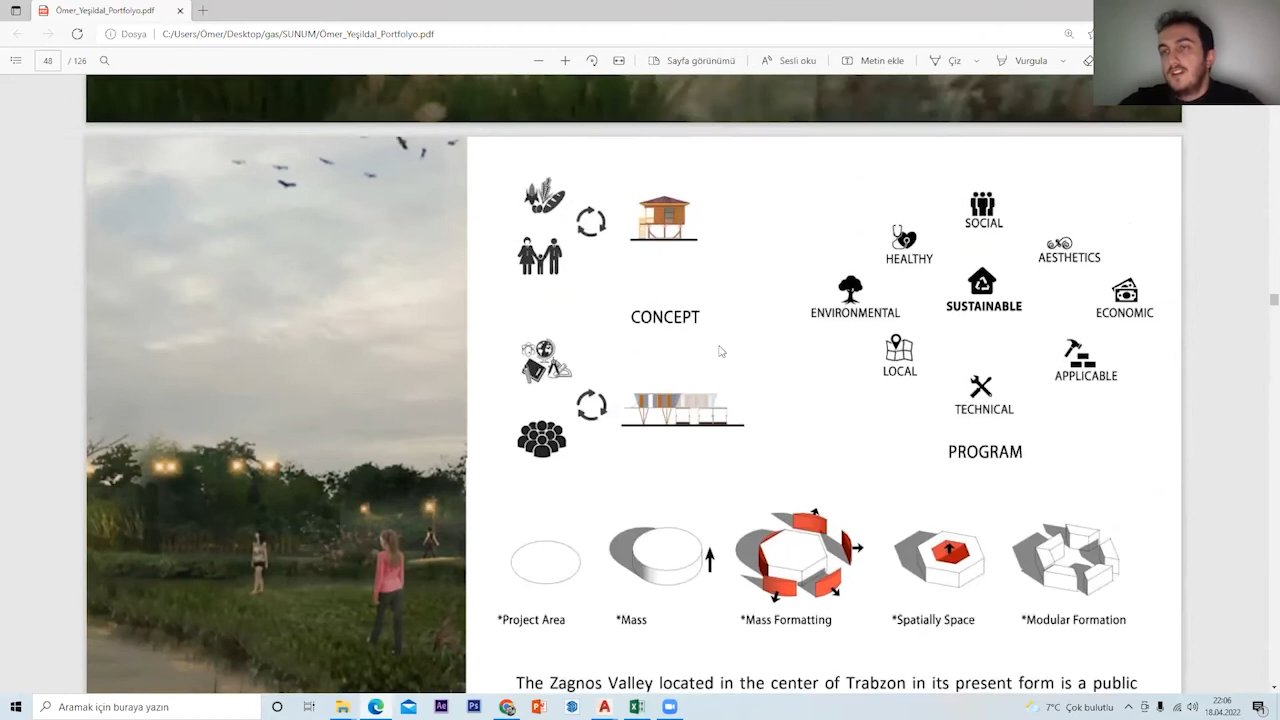 Ömer_Yeşildal_Portfolyo.pdf
Dosya
C:/Users/Ömer/Desktop/gas/SUNUM/Ömer_Yeşildal_Portfolyo.pdf
48 / 126
Sayfa görünümü
Sesli oku
Metin ekle
Çiz
Vurgula
SOCIAL
HEALTHY
AESTHETICS
SUSTAINABLE
ENVIRONMENTAL
ECONOMIC
CONCEPT
LOCAL
APPLICABLE
TECHNICAL
PROGRAM
*Project Area
*Mass
*Mass Formatting
*Spatially Space
*Modular Formation
The Zagnos Valley located in the center of Trabzon in its present form is a public
Aramak için buraya yazın
7°C Çok bulutlu
22:06
18.04.2022